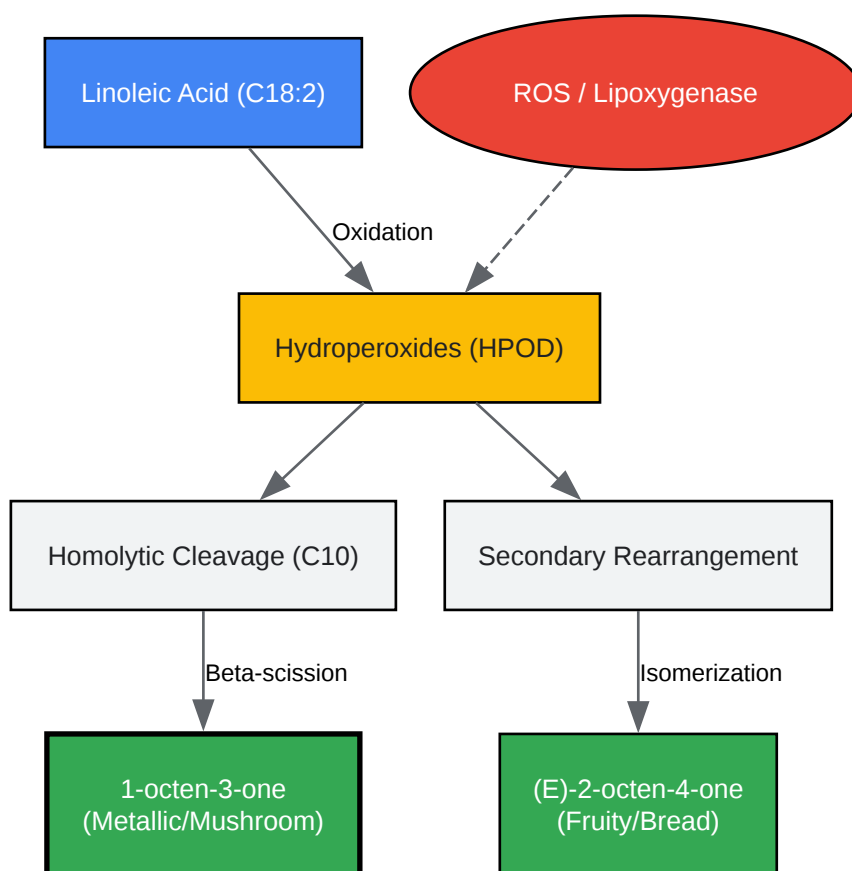 Linoleic Acid (C18:2)
ROS / Lipoxygenase
Oxidation
Hydroperoxides (HPOD)
Homolytic Cleavage (C10)
Secondary Rearrangement
Beta-scission
Isomerization
1-octen-3-one
(Metallic/Mushroom)
(E)-2-octen-4-one
(Fruity/Bread)